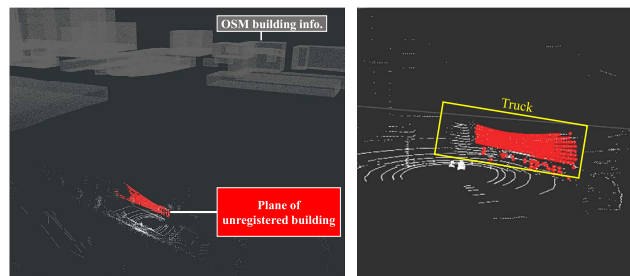 OSM building info.
Truck
Plane of
unregistered building